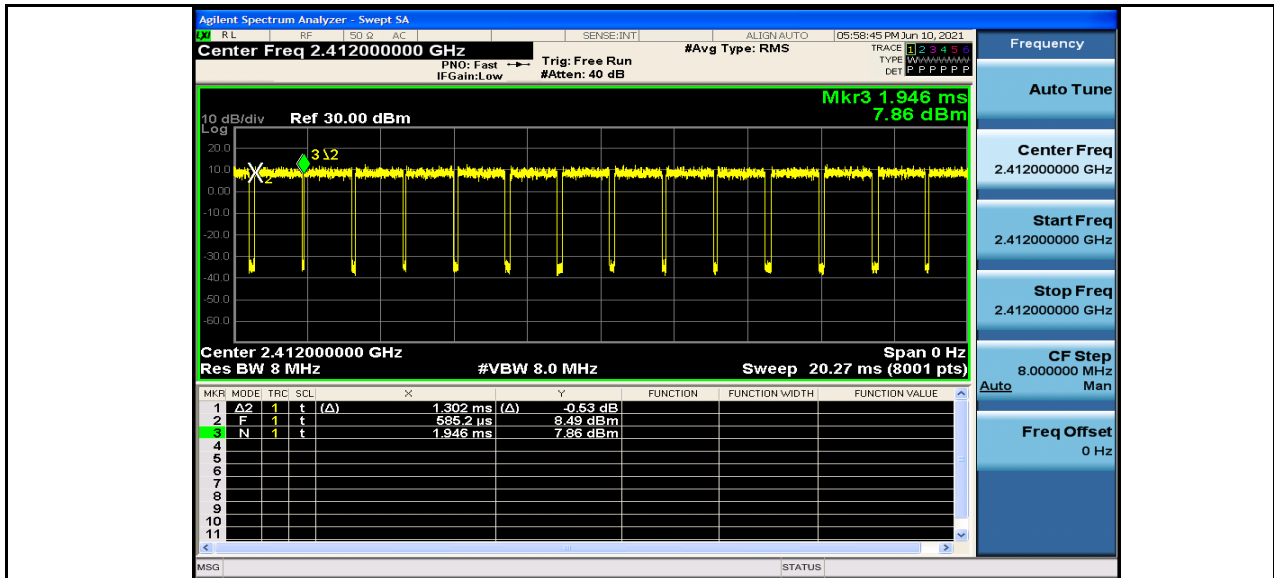 Agilent Spectrum Analyzer - Swept SA
LXI RL RF 50 Ω AC SENSE:INT ALIGN AUTO 05:58:45 PM Jun 10, 2021
Center Freq 2.412000000 GHz #Avg Type: RMS TRACE 1 2 3 4 5 6
PNO: Fast Trig: Free Run TYPE W
IFGain:Low #Atten: 40 dB DET P P P P P P
Mkr3 1.946 ms
7.86 dBm
10 dB/div Ref 30.00 dBm
Log
20.0
3 Δ2
10.0
X2
0.00
-10.0
-20.0
-30.0
-40.0
-50.0
-60.0
Center 2.412000000 GHz Span 0 Hz
Res BW 8 MHz #VBW 8.0 MHz Sweep 20.27 ms (8001 pts)
MKR MODE TRC SCL X Y FUNCTION FUNCTION WIDTH FUNCTION VALUE
1 Δ2 1 t (Δ) 1.302 ms (Δ) -0.53 dB
2 F 1 t 585.2 µs 8.49 dBm
3 N 1 t 1.946 ms 7.86 dBm
4
5
6
7
8
9
10
11
MSG STATUS
Frequency
Auto Tune
Center Freq
2.412000000 GHz
Start Freq
2.412000000 GHz
Stop Freq
2.412000000 GHz
CF Step
8.000000 MHz
Auto Man
Freq Offset
0 Hz